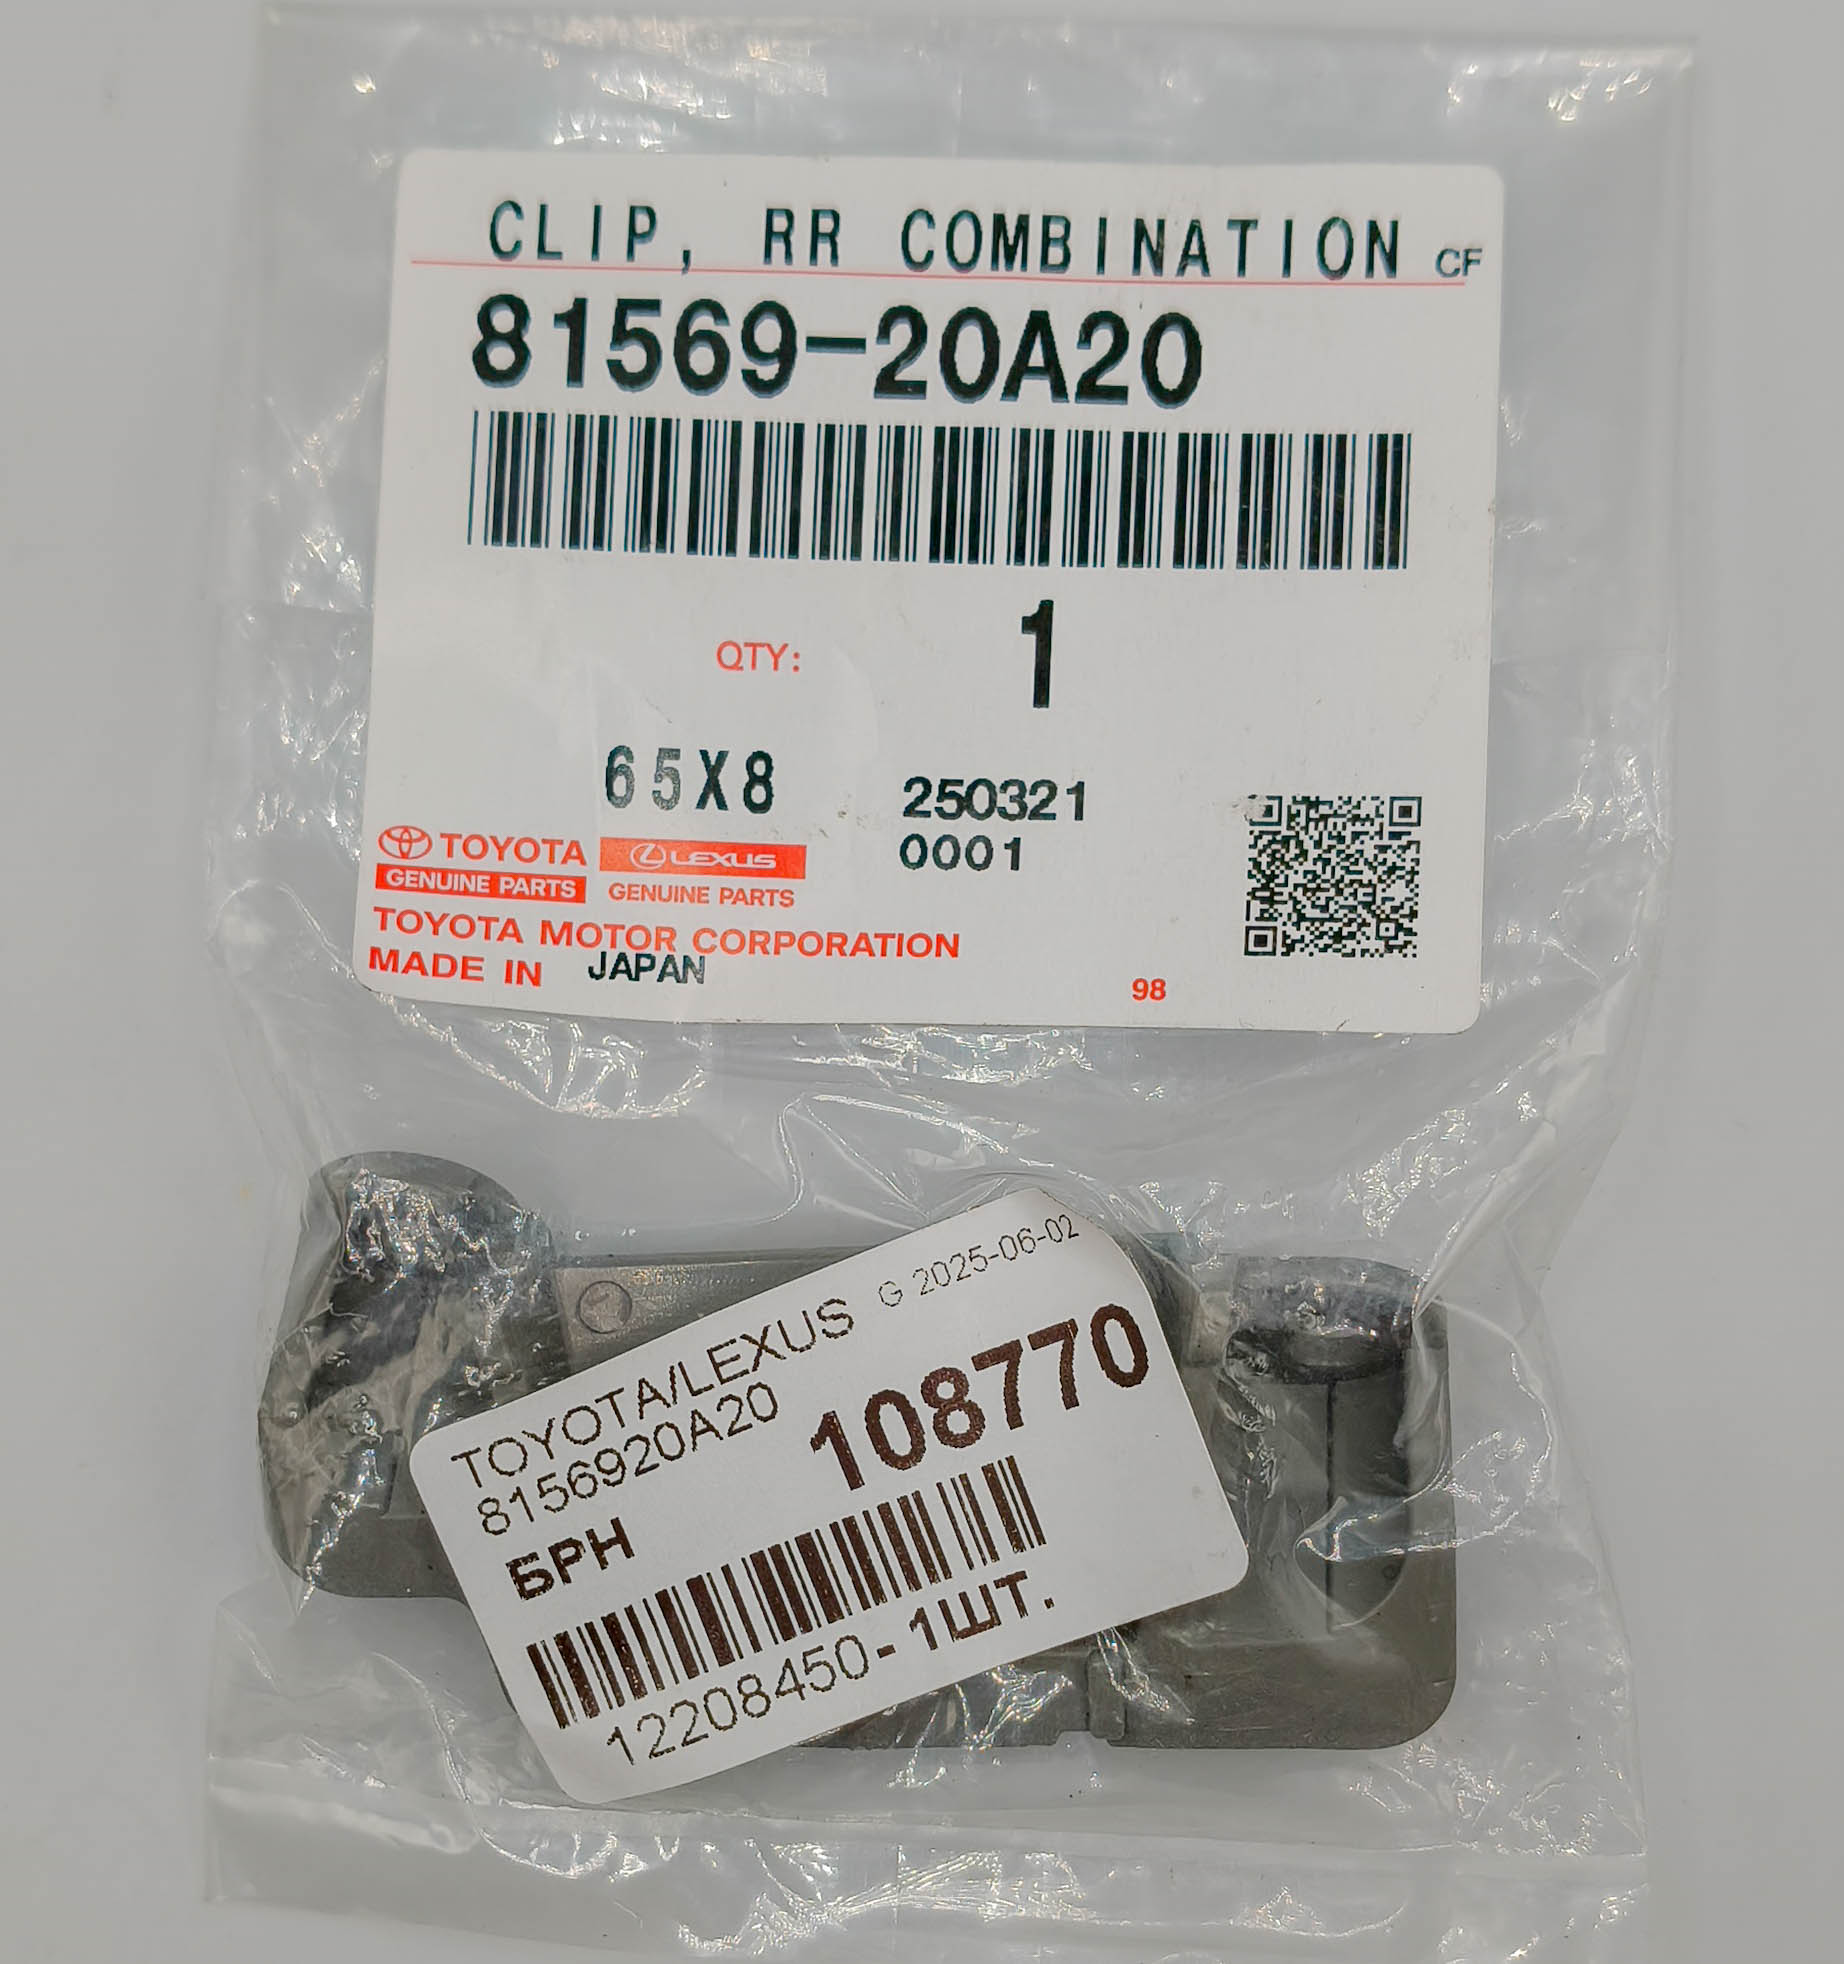 CLIP, RR COMBINATION CF
81569-20A20
QTY: 1
65X8 250321
0001
TOYOTA LEXUS
GENUINE PARTS GENUINE PARTS
TOYOTA MOTOR CORPORATION
MADE IN JAPAN
98
TOYOTA/LEXUS G 2025-06-02
8156920A20 108770
БРН
12208450-1шт.